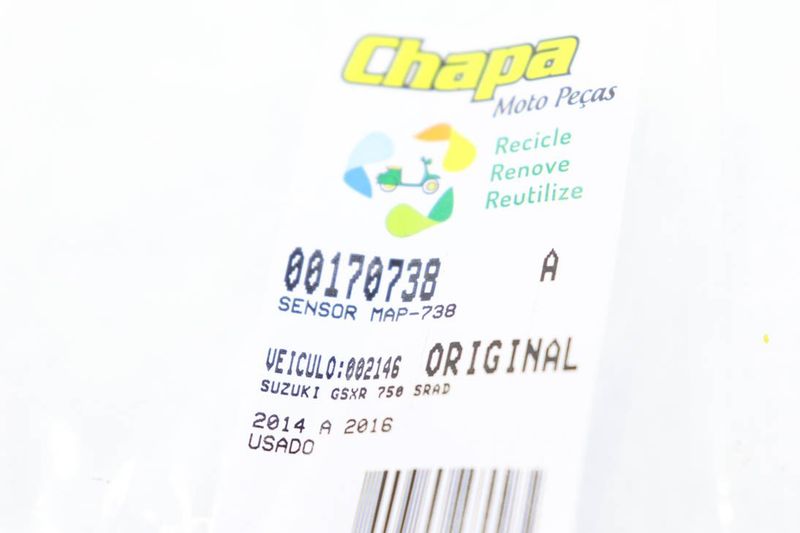 Chapa
Moto Peças
Recicle
Renove
Reutilize
00170738 A
SENSOR MAP-738
VEICULO:002146 ORIGINAL
SUZUKI GSXR 750 SRAD
2014 A 2016
USADO